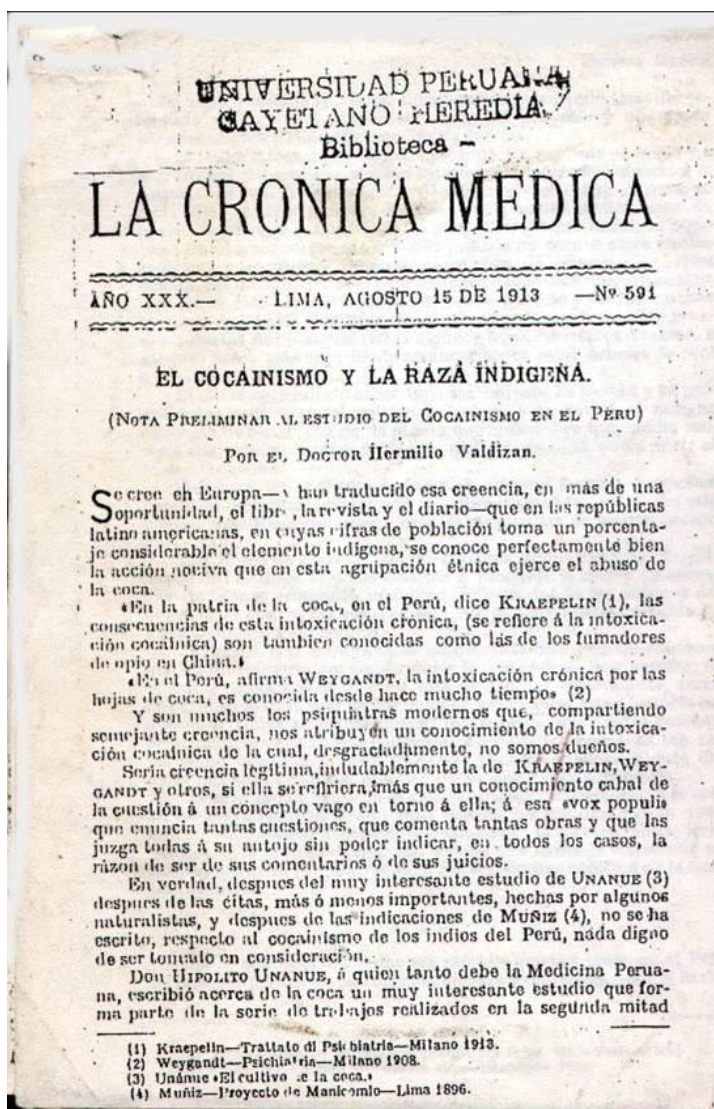 UNIVERSIDAD PERUANA
CAYETANO HEREDIA
Biblioteca -
LA CRONICA MEDICA
AÑO XXX.— LIMA, AGOSTO 15 DE 1913 —Nº 591
EL COCAINISMO Y LA RAZA INDIGENA.
(NOTA PRELIMINAR AL ESTUDIO DEL COCAINISMO EN EL PERU)
POR EL DOCTOR Hermilio Valdizan.
Se cree en Europa—y han traducido esa creencia, en más de una
oportunidad, el libro, la revista y el diario—que en las repúblicas
latino americanas, en cuyas cifras de población toma un porcenta-
je considerable el elemento indígena, se conoce perfectamente bien
la acción nociva que en esta agrupación étnica ejerce el abuso de
la coca.
«En la patria de la coca, en el Perú, dice KRAEPELIN (1), las
consecuencias de esta intoxicación crónica, (se refiere á la intoxica-
ción cocaínica) son tambien conocidas como las de los fumadores
de opio en China.»
«En el Perú, afirma WEYGANDT, la intoxicación crónica por las
hojas de coca, es conocida desde hace mucho tiempo» (2)
Y son muchos los psiquiatras modernos que, compartiendo
semejante creencia, nos atribuyen un conocimiento de la intoxica-
ción cocaínica de la cual, desgraciadamente, no somos dueños.
Sería creencia legítima, indudablemente la de KRAEPELIN, WEY-
GANDT y otros, si ella se refiriera, más que un conocimiento cabal de
la cuestión á un concepto vago en torno á ella; á esa «vox populi»
que enuncia tantas cuestiones, que comenta tantas obras y que las
juzga todas á su antojo sin poder indicar, en todos los casos, la
razon de ser de sus comentarios ó de sus juicios.
En verdad, despues del muy interesante estudio de UNANUE (3)
despues de las citas, más ó menos importantes, hechas por algunos
naturalistas, y despues de las indicaciones de MUÑIZ (4), no se ha
escrito, respecto al cocainismo de los indios del Perú, nada digno
de ser tomado en consideración.
DON HIPOLITO UNANUE, á quien tanto debe la Medicina Perua-
na, escribió acerca de la coca un muy interesante estudio que for-
ma parte de la serie de trabajos realizados en la segunda mitad
(1) Kraepelin—Trattato di Psichiatria—Milano 1913.
(2) Weygandt—Psichiatria—Milano 1908.
(3) Unánue «El cultivo de la coca.»
(4) Muñiz—Proyecto de Manicomio—Lima 1896.